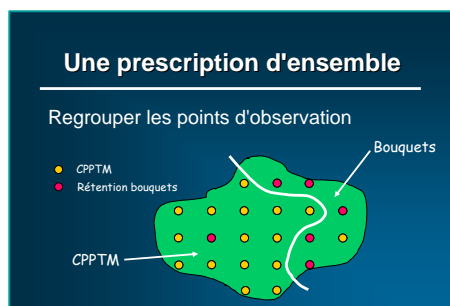 Une prescription d'ensemble
Regrouper les points d'observation
Bouquets
CPPTM
Rétention bouquets
CPPTM